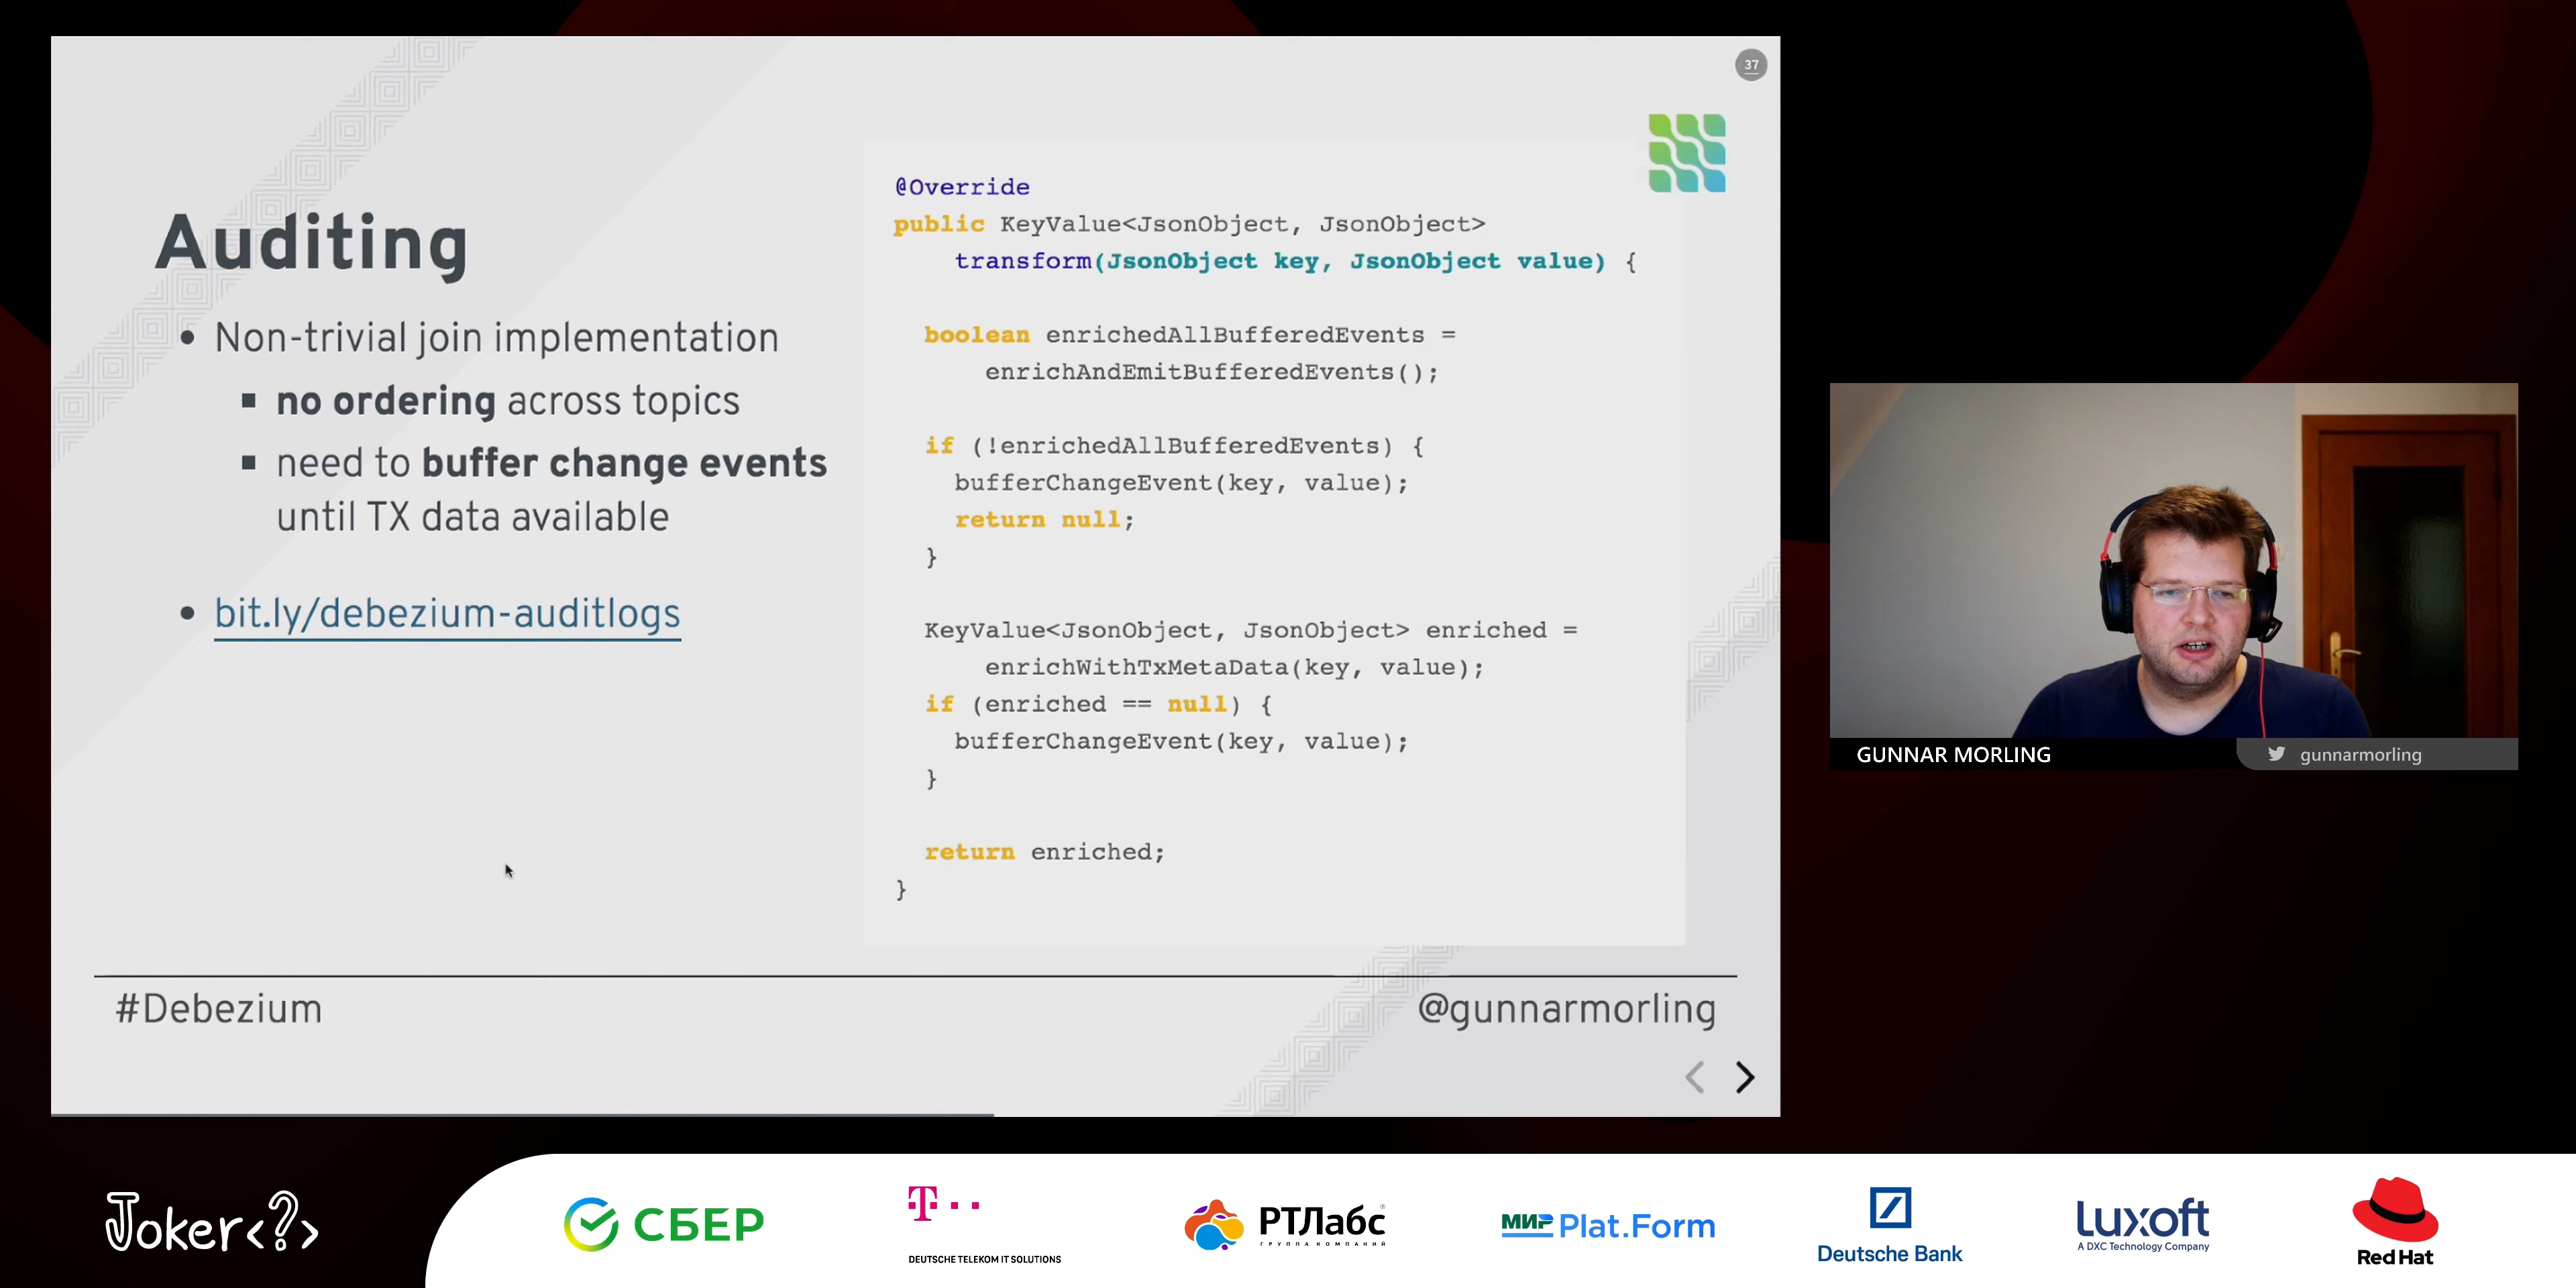 37
Auditing
• Non-trivial join implementation
▪ no ordering across topics
▪ need to buffer change events
until TX data available
• bit.ly/debezium-auditlogs
@Override
public KeyValue<JsonObject, JsonObject>
transform(JsonObject key, JsonObject value) {
boolean enrichedAllBufferedEvents =
enrichAndEmitBufferedEvents();
if (!enrichedAllBufferedEvents) {
bufferChangeEvent(key, value);
return null;
}
KeyValue<JsonObject, JsonObject> enriched =
enrichWithTxMetaData(key, value);
if (enriched == null) {
bufferChangeEvent(key, value);
}
return enriched;
}
#Debezium
@gunnarmorling
GUNNAR MORLING
gunnarmorling
Joker<?>
СБЕР
T
DEUTSCHE TELEKOM IT SOLUTIONS
РТЛабс
ГРУППА КОМПАНИЙ
МИР Plat.Form
Deutsche Bank
Luxoft
A DXC Technology Company
Red Hat